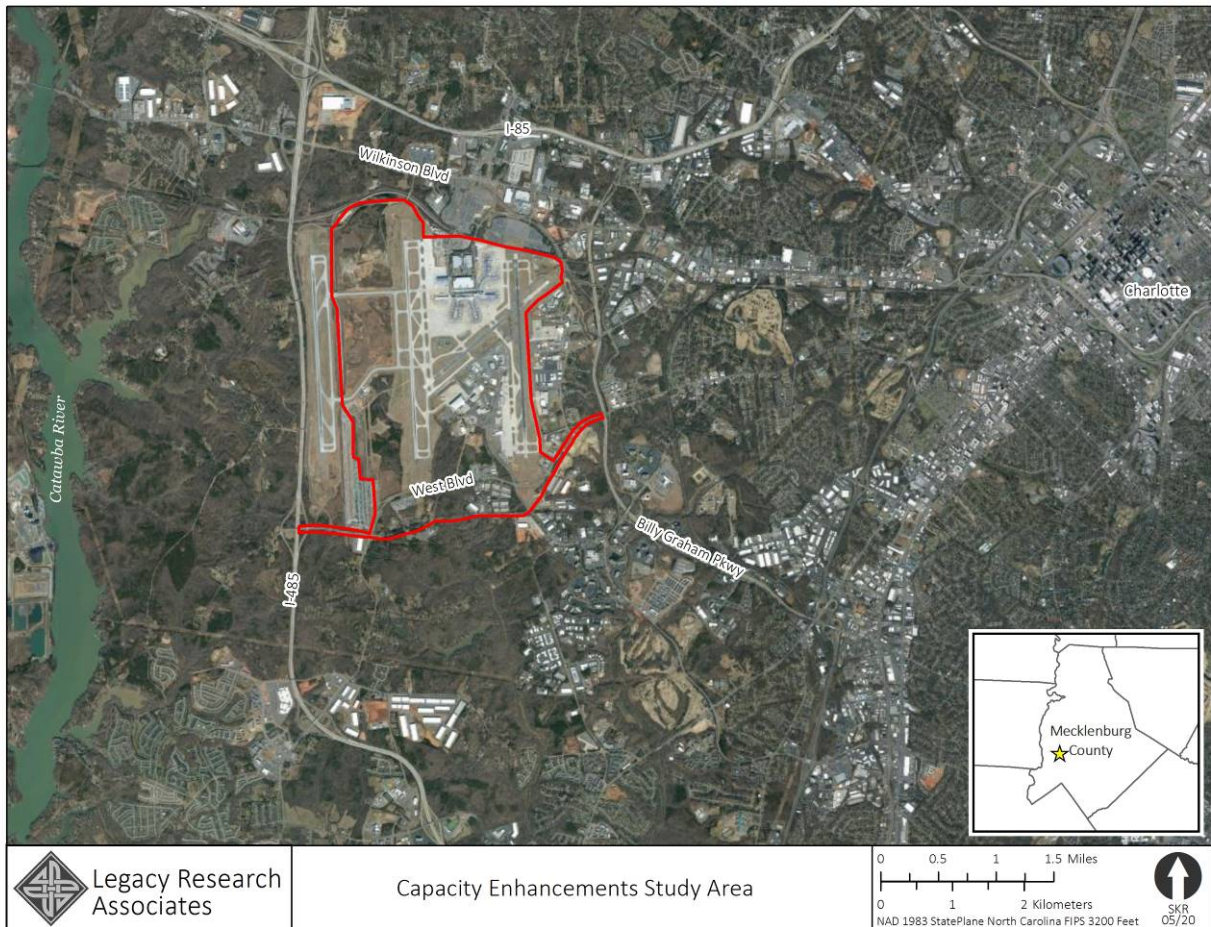 I-85
Wilkinson Blvd
Charlotte
Catawba River
West Blvd
Billy Graham Pkwy
I-485
Mecklenburg
County
Legacy Research
Associates
Capacity Enhancements Study Area
0 0.5 1 1.5 Miles
0 1 2 Kilometers
NAD 1983 StatePlane North Carolina FIPS 3200 Feet
SKR
05/20